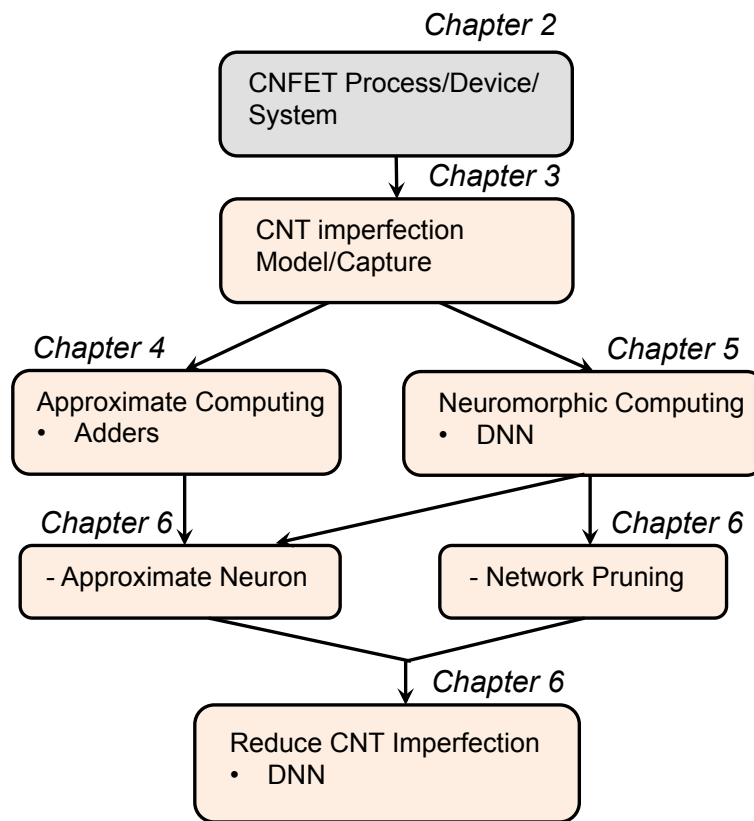 Chapter 2
CNFET Process/Device/
System
Chapter 3
CNT imperfection
Model/Capture
Chapter 4
Chapter 5
Approximate Computing
• Adders
Neuromorphic Computing
• DNN
Chapter 6
Chapter 6
- Approximate Neuron
- Network Pruning
Chapter 6
Reduce CNT Imperfection
• DNN